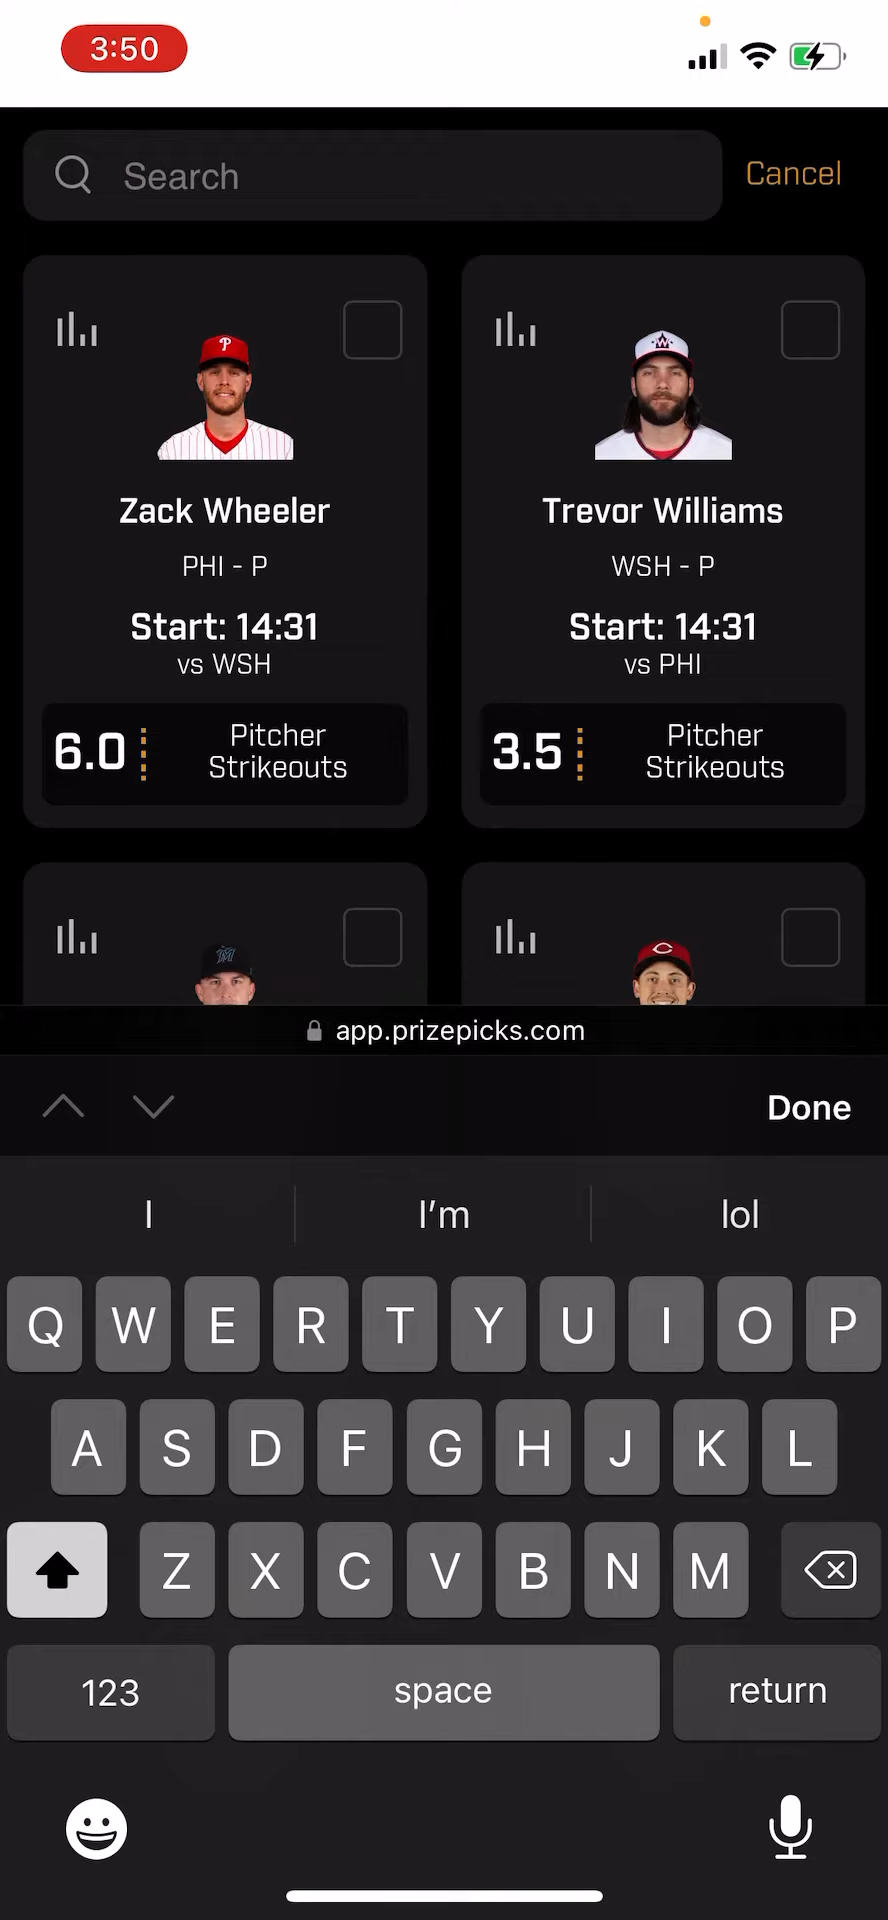 3:50
Search
Cancel
Zack Wheeler
PHI - P
Start: 14:31
vs WSH
6.0
Pitcher
Strikeouts
Trevor Williams
WSH - P
Start: 14:31
vs PHI
3.5
Pitcher
Strikeouts
app.prizepicks.com
Done
I
I'm
lol
Q W E R T Y U I O P
A S D F G H J K L
Z X C V B N M
123
space
return